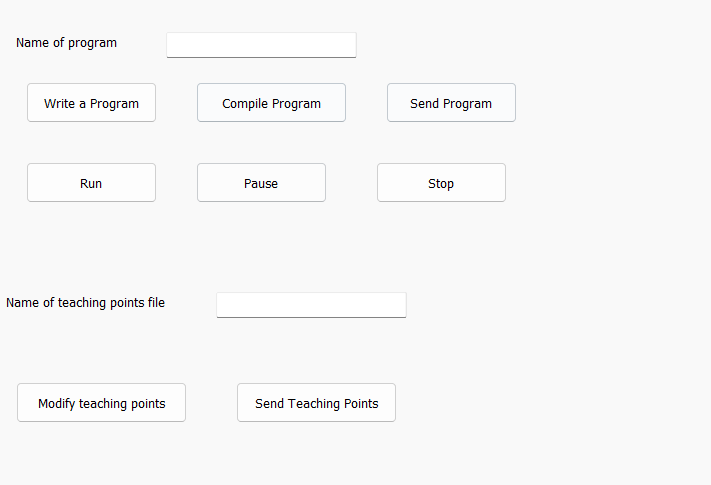 Name of program
Write a Program
Compile Program
Send Program
Run
Pause
Stop
Name of teaching points file
Modify teaching points
Send Teaching Points